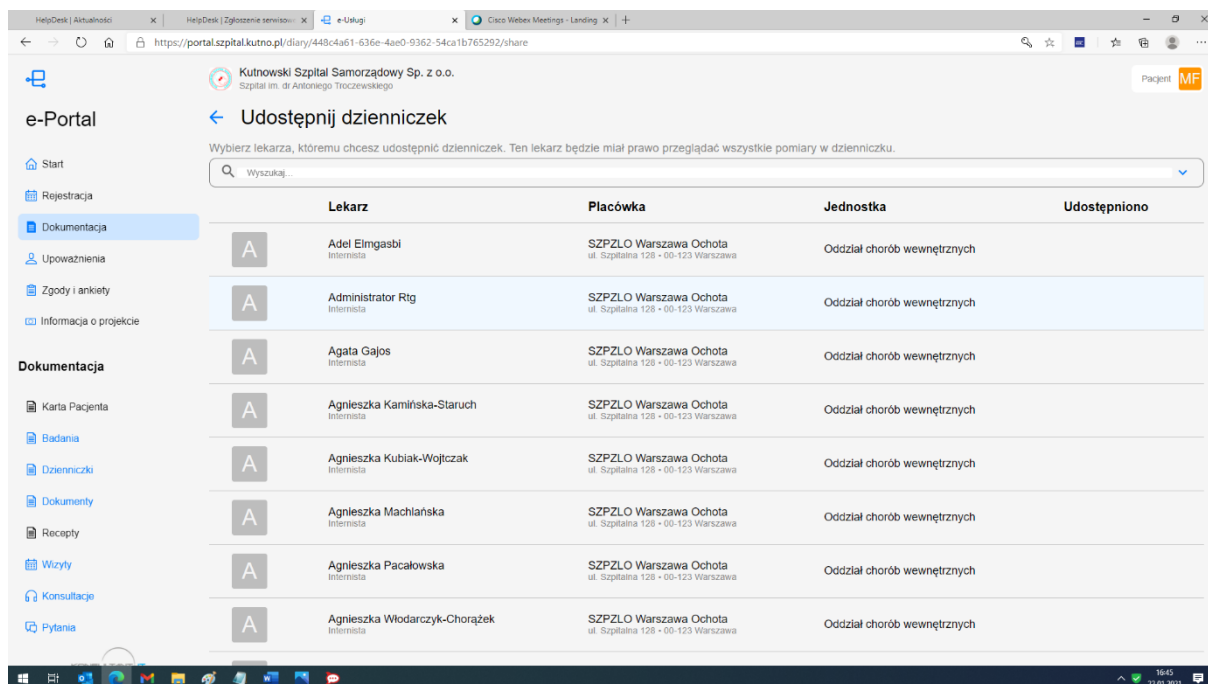 HelpDesk | Aktualności
HelpDesk | Zgłoszenie serwisowe
e-Usługi
Cisco Webex Meetings - Landing
https://portal.szpital.kutno.pl/diary/448c4a61-636e-4ae0-9362-54ca1b765292/share
Kutnowski Szpital Samorządowy Sp. z o.o.
Szpital im. dr Antoniego Troczewskiego
Pacjent MF
e-Portal
Udostępnij dzienniczek
Wybierz lekarza, któremu chcesz udostępnić dzienniczek. Ten lekarz będzie miał prawo przeglądać wszystkie pomiary w dzienniczku.
Wyszukaj...
Start
Rejestracja
Dokumentacja
Upoważnienia
Zgody i ankiety
Informacja o projekcie
Dokumentacja
Karta Pacjenta
Badania
Dzienniczki
Dokumenty
Recepty
Wizyty
Konsultacje
Pytania
Lekarz Placówka Jednostka Udostępniono
A Adel Elmgasbi SZPZLO Warszawa Ochota Oddział chorób wewnętrznych
Internista ul. Szpitalna 128 • 00-123 Warszawa
A Administrator Rtg SZPZLO Warszawa Ochota Oddział chorób wewnętrznych
Internista ul. Szpitalna 128 • 00-123 Warszawa
A Agata Gajos SZPZLO Warszawa Ochota Oddział chorób wewnętrznych
Internista ul. Szpitalna 128 • 00-123 Warszawa
A Agnieszka Kamińska-Staruch SZPZLO Warszawa Ochota Oddział chorób wewnętrznych
Internista ul. Szpitalna 128 • 00-123 Warszawa
A Agnieszka Kubiak-Wojtczak SZPZLO Warszawa Ochota Oddział chorób wewnętrznych
Internista ul. Szpitalna 128 • 00-123 Warszawa
A Agnieszka Machlańska SZPZLO Warszawa Ochota Oddział chorób wewnętrznych
Internista ul. Szpitalna 128 • 00-123 Warszawa
A Agnieszka Pacałowska SZPZLO Warszawa Ochota Oddział chorób wewnętrznych
Internista ul. Szpitalna 128 • 00-123 Warszawa
A Agnieszka Włodarczyk-Chorążek SZPZLO Warszawa Ochota Oddział chorób wewnętrznych
Internista ul. Szpitalna 128 • 00-123 Warszawa
16:45
22.01.2021